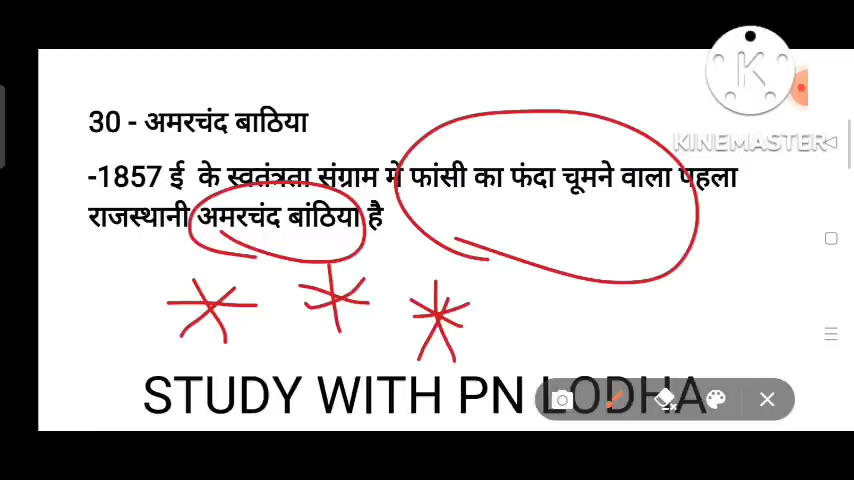 KINEMASTER
30 - अमरचंद बाठिया
-1857 ई के स्वतंत्रता संग्राम मे फांसी का फंदा चूमने वाला पहला
राजस्थानी अमरचंद बांठिया है
STUDY WITH PN LODHA